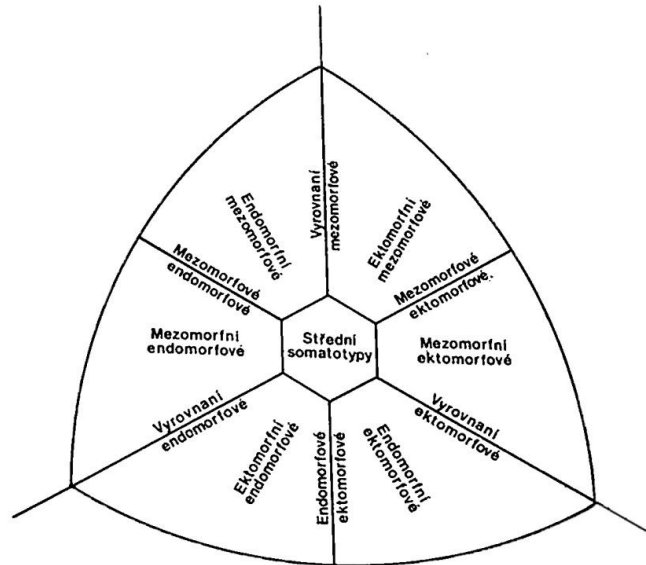 Vyrovnaní
mezomorfové
Endomorfní
mezomorfové
Ektomorfní
mezomorfové
Mezomorfové
endomorfové
Mezomorfové
ektomorfové.
Mezomorfní
endomorfové
Střední
somatotypy
Mezomorfní
ektomorfové
Vyrovnaní
endomorfové
Vyrovnaní
ektomorfové
Ektomorfní
endomorfové
Endomorfové
ektomorfové
Endomorfní
ektomorfové